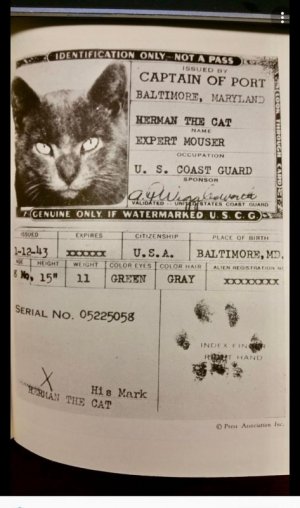 IDENTIFICATION ONLY-NOT A PASS
ISSUED BY
CAPTAIN OF PORT
BALTIMORE, MARYLAND
HERMAN THE CAT
NAME
EXPERT MOUSER
OCCUPATION
U. S. COAST GUARD
SPONSOR
VALIDATED UNITED STATES COAST GUARD
GENUINE ONLY IF WATERMARKED U.S.C.G.
ISSUED EXPIRES CITIZENSHIP PLACE OF BIRTH
1-12-43 XXXXXX U.S.A. BALTIMORE, MD.
AGE HEIGHT WEIGHT COLOR EYES COLOR HAIR ALIEN REGISTRATION
8 Mo. 15" 11 GREEN GRAY XXXXXXXX
SERIAL No. 05225058
INDEX FINGER
RIGHT HAND
X His Mark
HERMAN THE CAT
© Press Association Inc.